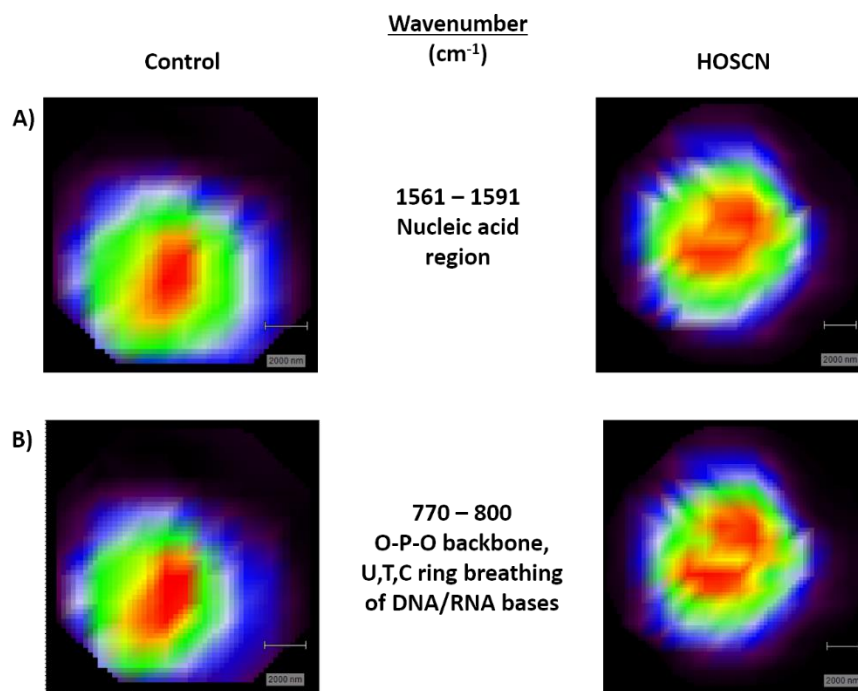 Wavenumber
(cm⁻¹)
Control
HOSCN
A)
1561 – 1591
Nucleic acid
region
2000 nm
2000 nm
B)
770 – 800
O-P-O backbone,
U,T,C ring breathing
of DNA/RNA bases
2000 nm
2000 nm